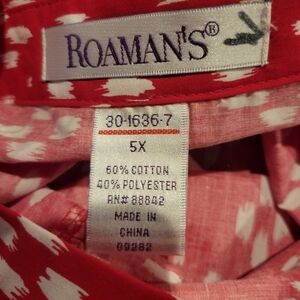 ROAMAN'S®
30-1636-7
5X
60% COTTON
40% POLYESTER
RN# 88842
MADE IN
CHINA
09282